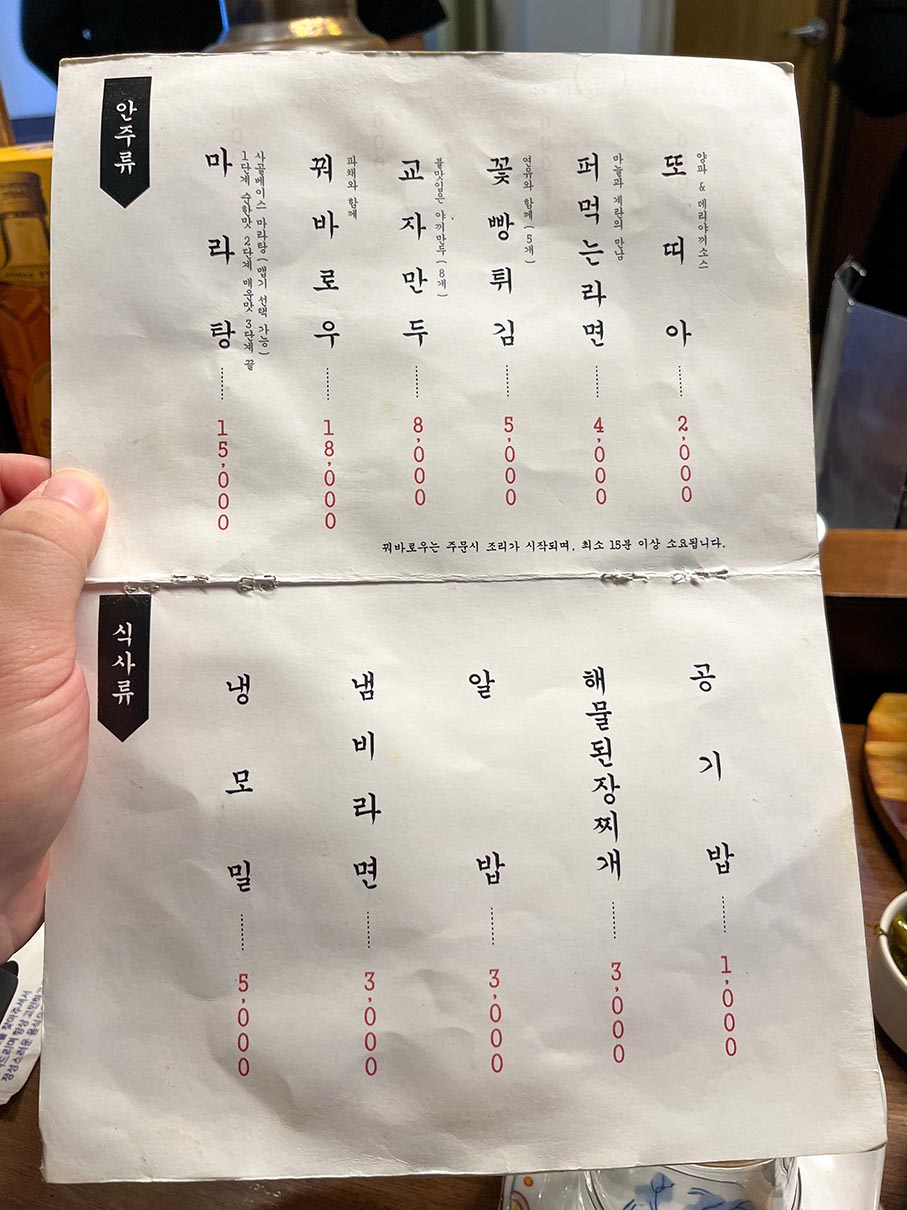 안주류
마라탕 ...... 15,000
사골베이스 마라탕 (맵기 선택 가능)
1단계 순한맛 2단계 매운맛 3단계 끝
꿔바로우 ...... 18,000
파채와 함께
교자만두 ...... 8,000
불맛입은 야끼만두 (8개)
꽃빵튀김 ...... 5,000
연유와 함께 (5개)
퍼먹는라면 ...... 4,000
마늘과 계란의 만남
또띠아 ...... 2,000
양파 & 데리야끼소스
꿔바로우는 주문시 조리가 시작되며, 최소 15분 이상 소요됩니다.
식사류
냉모밀 ...... 5,000
냄비라면 ...... 3,000
알밥 ...... 3,000
해물된장찌개 ...... 3,000
공기밥 ...... 1,000